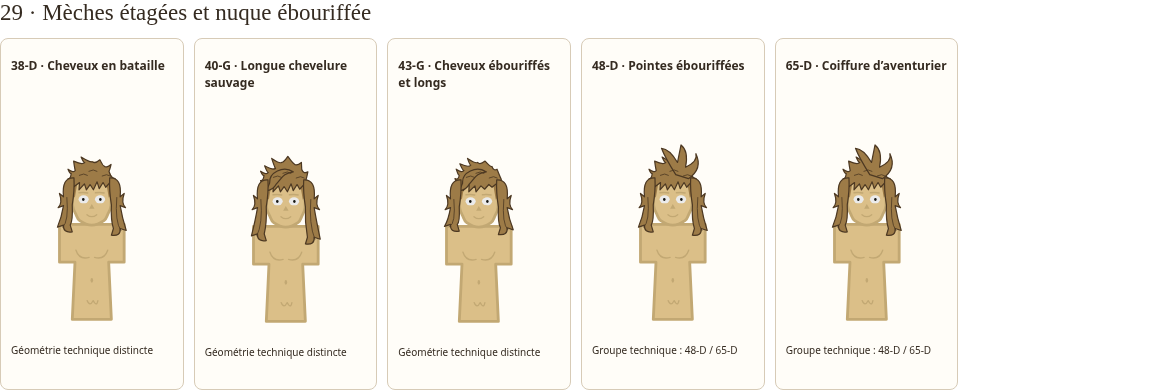 29 · Mèches étagées et nuque ébouriffée
38-D · Cheveux en bataille
Géométrie technique distincte
40-G · Longue chevelure
sauvage
Géométrie technique distincte
43-G · Cheveux ébouriffés
et longs
Géométrie technique distincte
48-D · Pointes ébouriffées
Groupe technique : 48-D / 65-D
65-D · Coiffure d’aventurier
Groupe technique : 48-D / 65-D